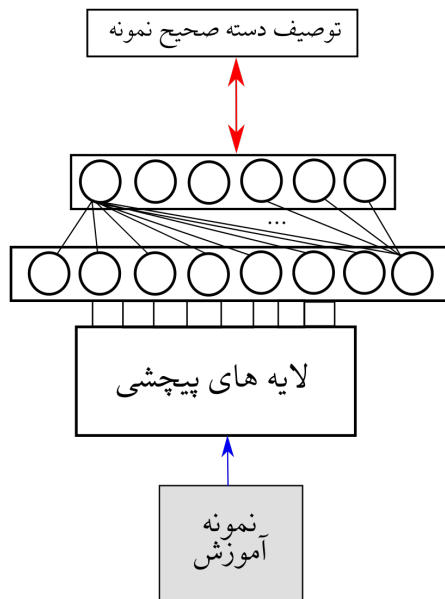 توصیف دسته صحیح نمونه
...
لایه های پیچشی
نمونه
آموزش